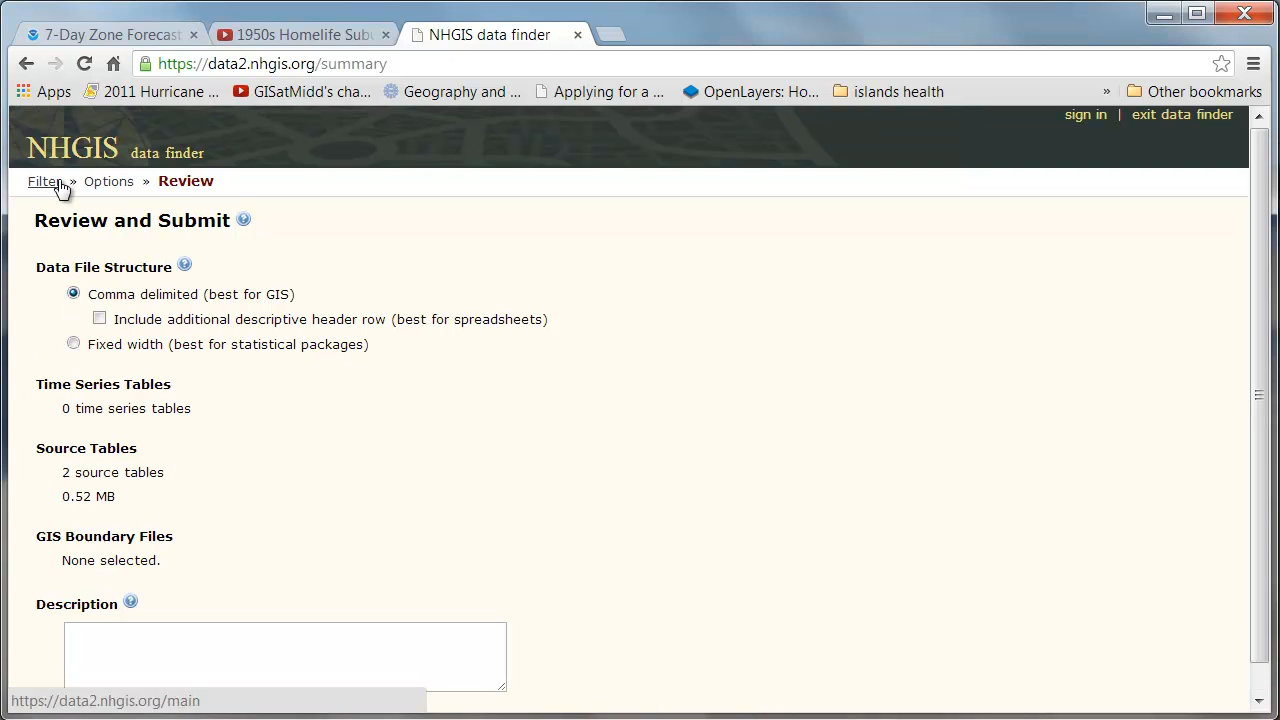 7-Day Zone Forecast
1950s Homelife Sub
NHGIS data finder
https://data2.nhgis.org/summary
Apps
2011 Hurricane ...
GISatMidd's cha...
Geography and ...
Applying for a ...
OpenLayers: Ho...
islands health
»
Other bookmarks
sign in | exit data finder
NHGIS data finder
Filter » Options » Review
Review and Submit
Data File Structure
Comma delimited (best for GIS)
Include additional descriptive header row (best for spreadsheets)
Fixed width (best for statistical packages)
Time Series Tables
0 time series tables
Source Tables
2 source tables
0.52 MB
GIS Boundary Files
None selected.
Description
https://data2.nhgis.org/main